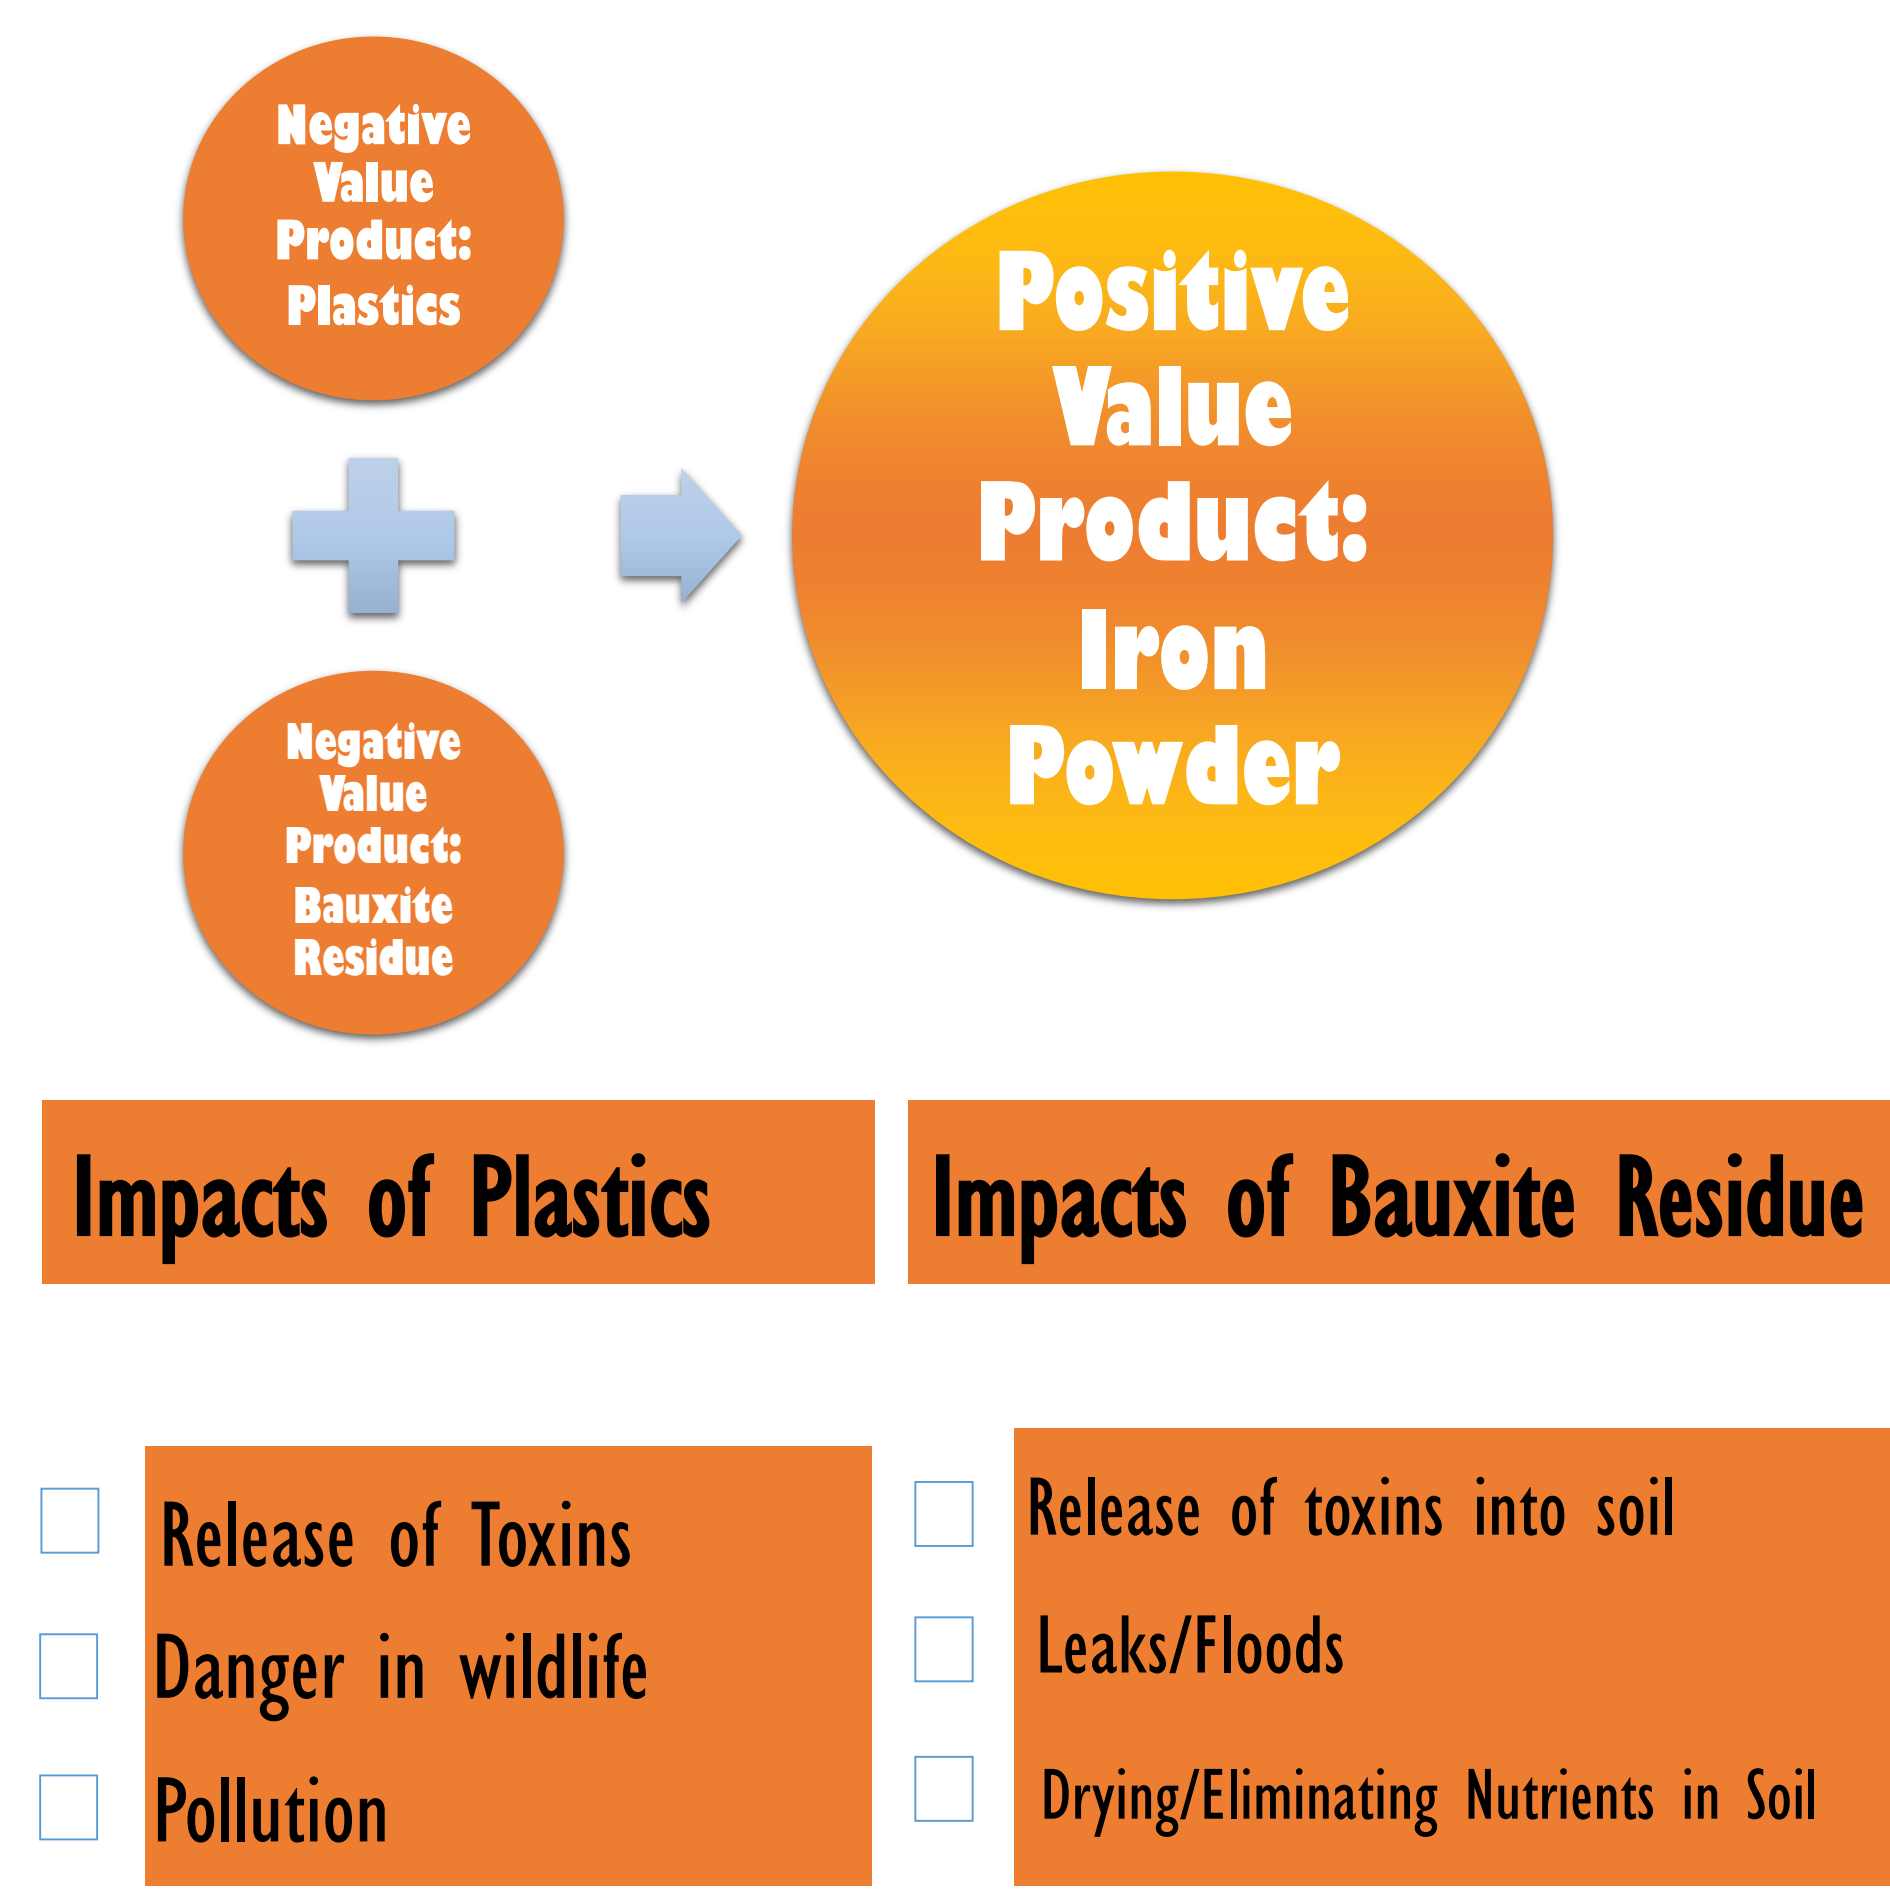 Negative
Value
Product:
Plastics
Negative
Value
Product:
Bauxite
Residue
Positive
Value
Product:
Iron
Powder
Impacts of Plastics
Release of Toxins
Danger in wildlife
Pollution
Impacts of Bauxite Residue
Release of toxins into soil
Leaks/Floods
Drying/Eliminating Nutrients in Soil